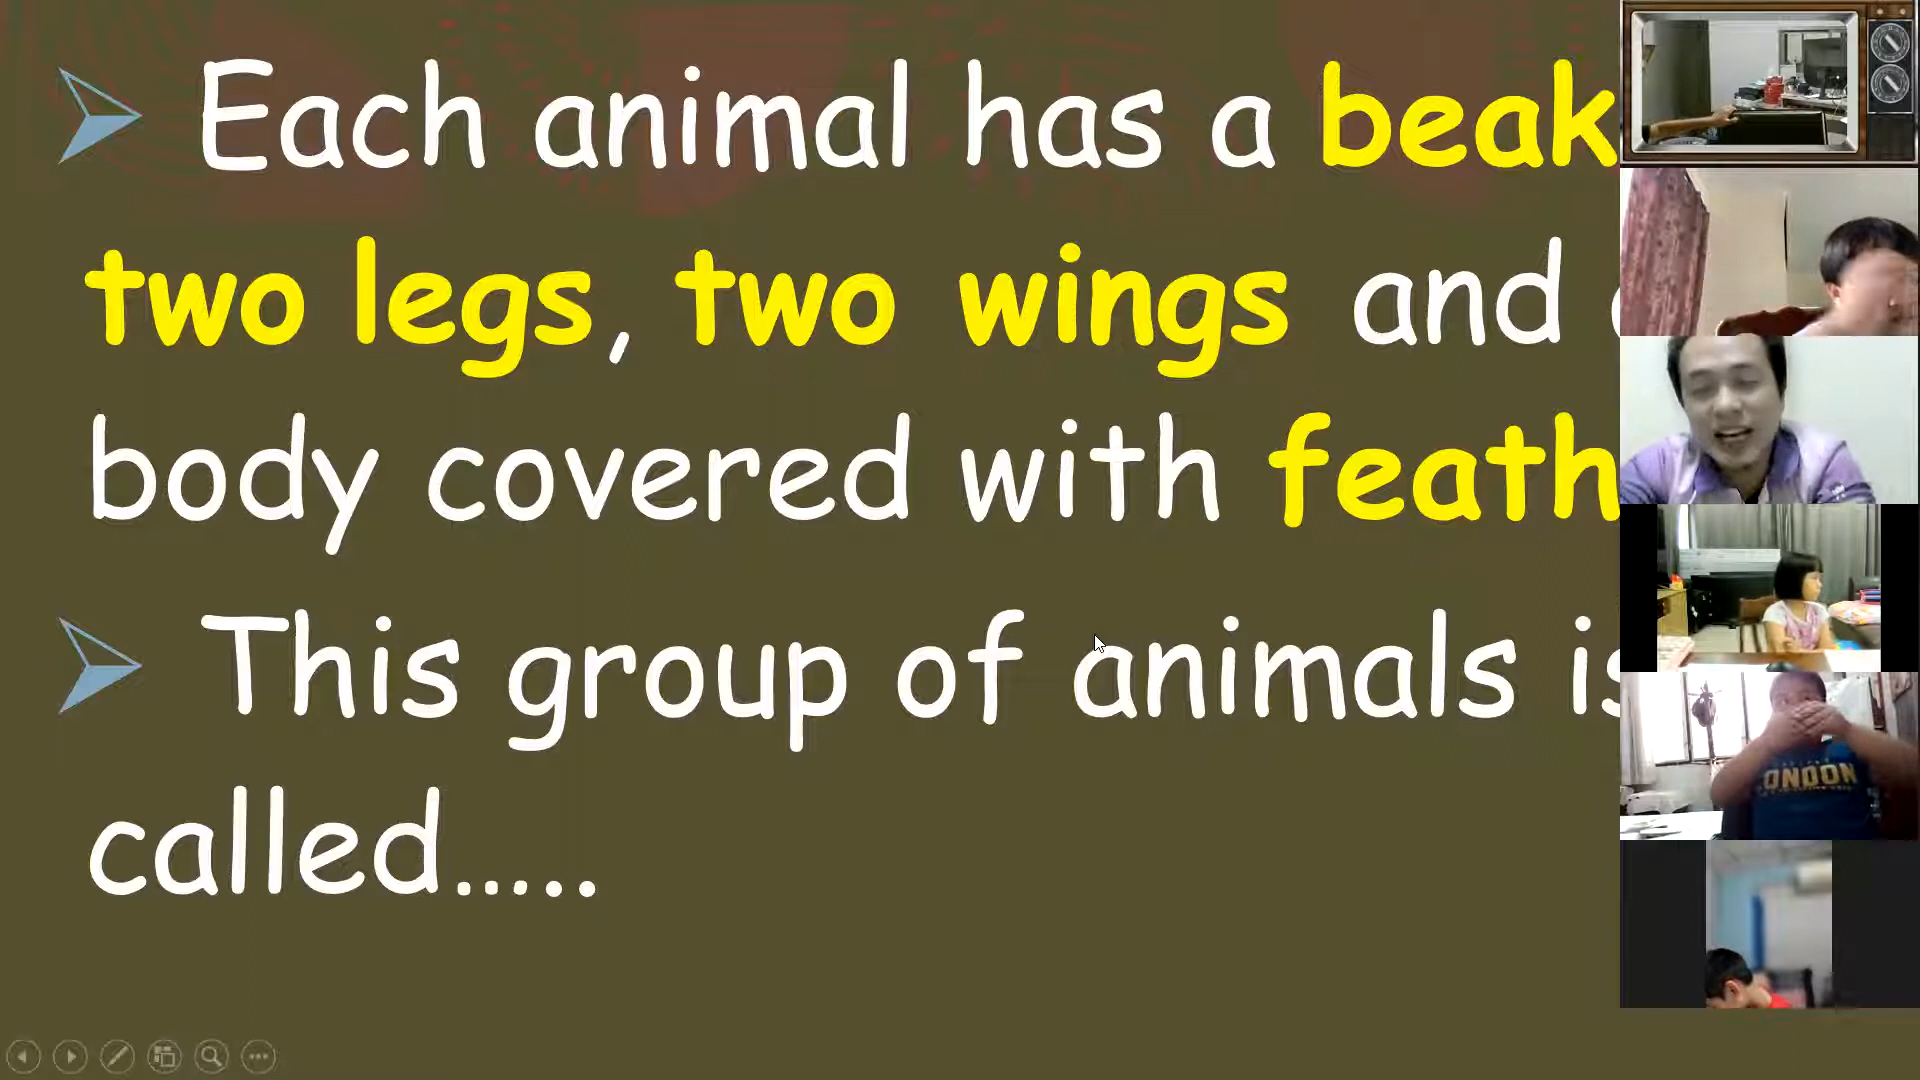 Each animal has a beak
two legs, two wings and
body covered with feath
This group of animals is
called.....
ONDON